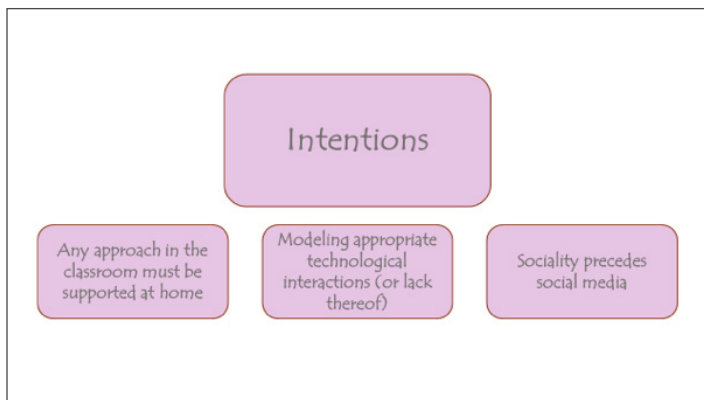 Intentions
Any approach in the
classroom must be
supported at home
Modeling appropriate
technological
interactions (or lack
thereof)
Sociality precedes
social media